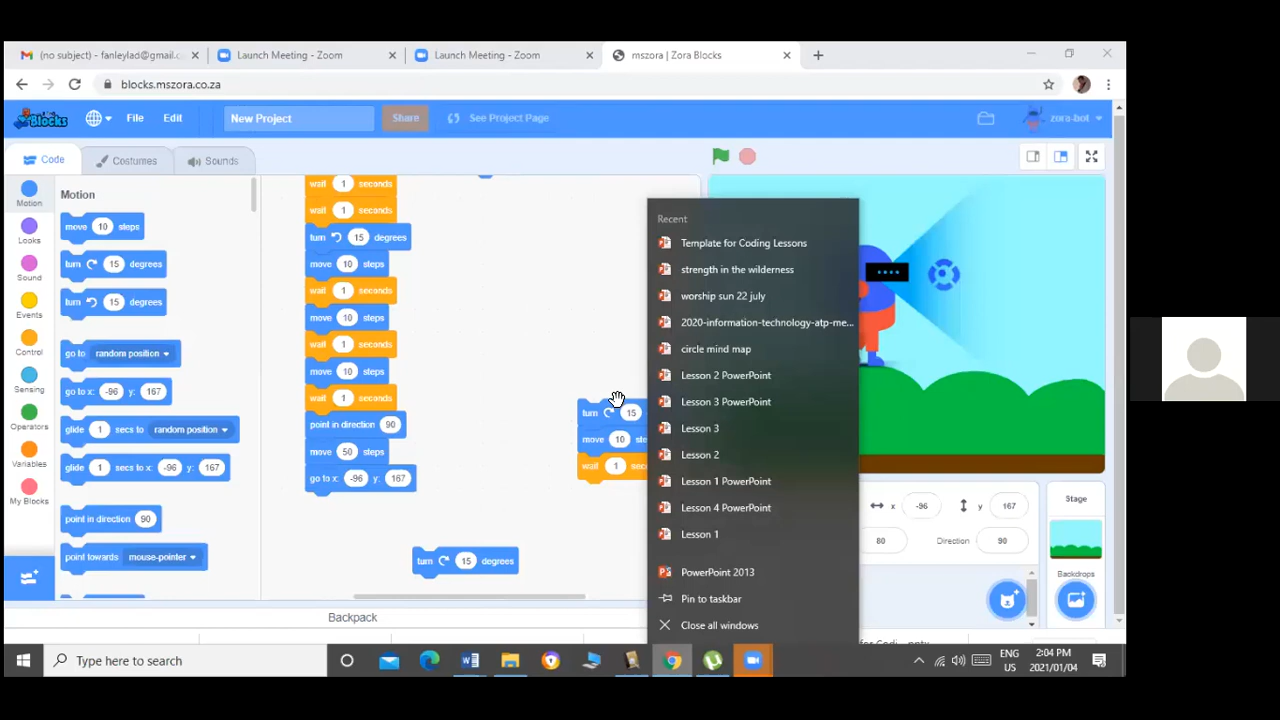 (no subject) - fanleylad@gmail.c
Launch Meeting - Zoom
Launch Meeting - Zoom
mszora | Zora Blocks
blocks.mszora.co.za
Blocks
File
Edit
New Project
Share
See Project Page
zora-bot
Code
Costumes
Sounds
Motion
Looks
Sound
Events
Control
Sensing
Operators
Variables
My Blocks
Motion
move 10 steps
turn 15 degrees
turn 15 degrees
go to random position
go to x: -96 y: 167
glide 1 secs to random position
glide 1 secs to x: -96 y: 167
point in direction 90
point towards mouse-pointer
wait 1 seconds
wait 1 seconds
turn 15 degrees
move 10 steps
wait 1 seconds
move 10 steps
wait 1 seconds
move 10 steps
wait 1 seconds
point in direction 90
move 50 steps
go to x: -96 y: 167
turn 15 degrees
turn 15
move 10 ste
wait 1 sec
Backpack
Recent
Template for Coding Lessons
strength in the wilderness
worship sun 22 july
2020-information-technology-atp-me...
circle mind map
Lesson 2 PowerPoint
Lesson 3 PowerPoint
Lesson 3
Lesson 2
Lesson 1 PowerPoint
Lesson 4 PowerPoint
Lesson 1
PowerPoint 2013
Pin to taskbar
Close all windows
x -96 y 167
80 Direction 90
Stage
Backdrops
Type here to search
ENG
US
2:04 PM
2021/01/04